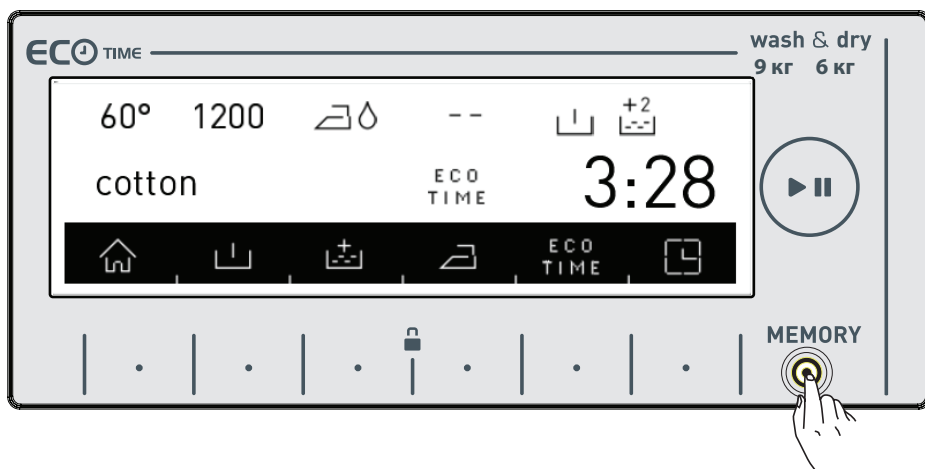 ECO TIME
wash & dry
9 кг 6 кг
60° 1200 -- +2
cotton ECO TIME 3:28
ECO TIME
MEMORY